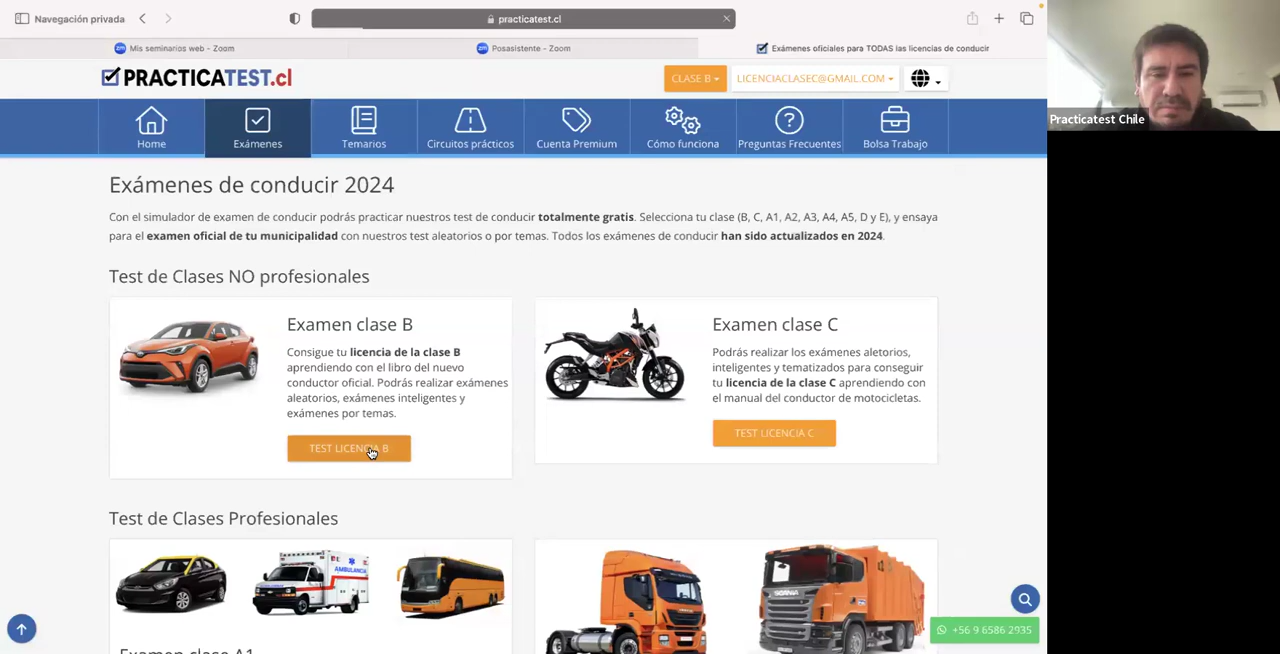 Navegación privada
practicatest.cl
Mis seminarios web - Zoom
Posasistente - Zoom
Exámenes oficiales para TODAS las licencias de conducir
PRACTICATEST.cl
CLASE B
LICENCIACLASEC@GMAIL.COM
Home
Exámenes
Temarios
Circuitos prácticos
Cuenta Premium
Cómo funciona
Preguntas Frecuentes
Bolsa Trabajo
Practicatest Chile
Exámenes de conducir 2024
Con el simulador de examen de conducir podrás practicar nuestros test de conducir totalmente gratis. Selecciona tu clase (B, C, A1, A2, A3, A4, A5, D y E), y ensaya
para el examen oficial de tu municipalidad con nuestros test aleatorios o por temas. Todos los exámenes de conducir han sido actualizados en 2024.
Test de Clases NO profesionales
Examen clase B
Consigue tu licencia de la clase B
aprendiendo con el libro del nuevo
conductor oficial. Podrás realizar exámenes
aleatorios, exámenes inteligentes y
exámenes por temas.
TEST LICENCIA B
Examen clase C
Podrás realizar los exámenes aletorios,
inteligentes y tematizados para conseguir
tu licencia de la clase C aprendiendo con
el manual del conductor de motocicletas.
TEST LICENCIA C
Test de Clases Profesionales
AMBULANCIA
SCANIA
Examen clase A1
+56 9 6586 2935